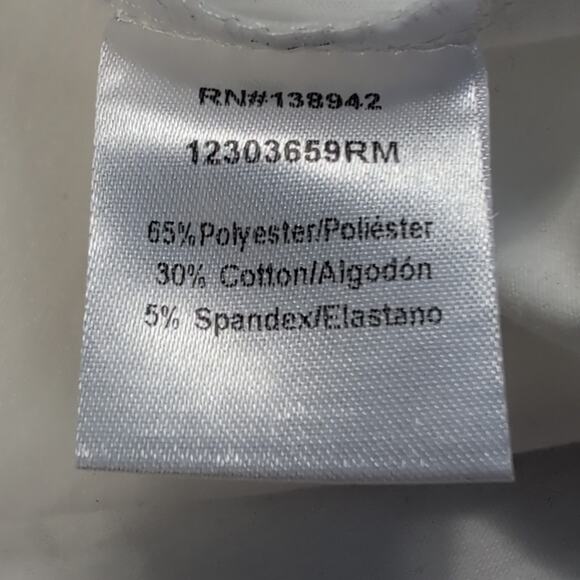 RN#138942
12303659RM
65%Polyester/Poliéster
30% Cotton/Algodón
5% Spandex/Elastano